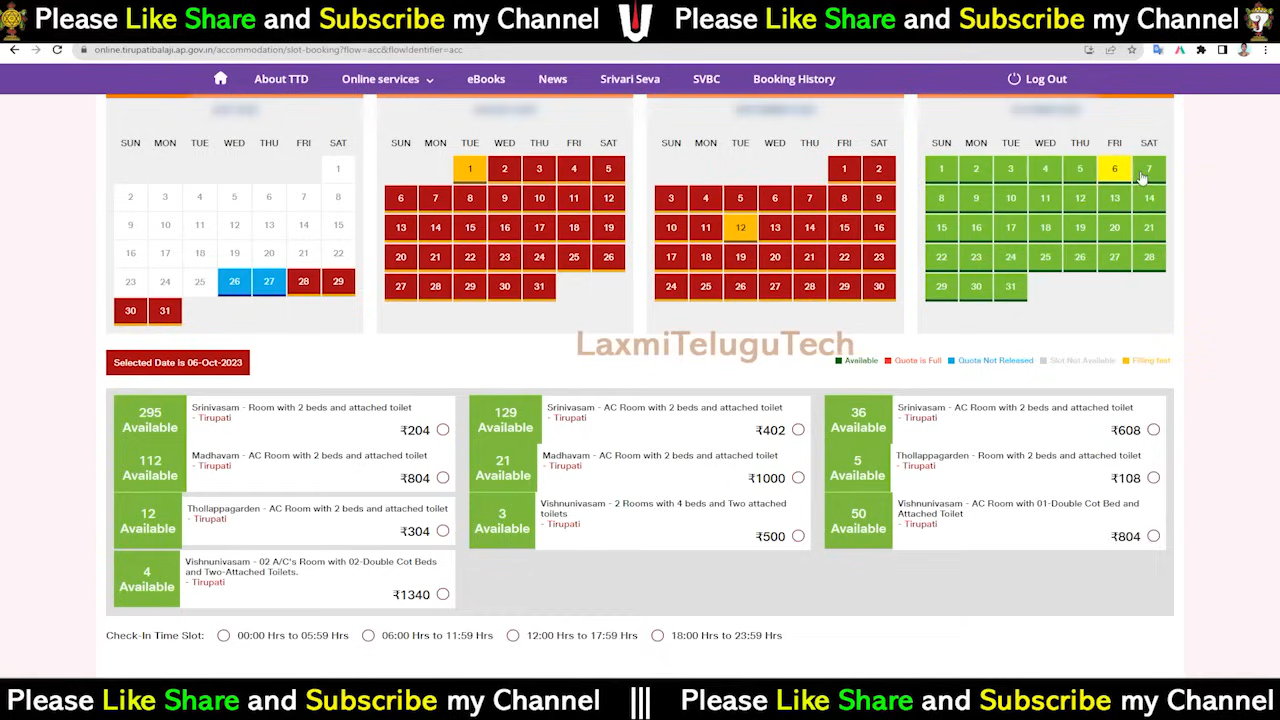 Please Like Share and Subscribe my Channel
Please Like Share and Subscribe my Channel
online.tirupatibalaji.ap.gov.in/accommodation/slot-booking?flow=acc&flowIdentifier=acc
About TTD Online services eBooks News Srivari Seva SVBC Booking History Log Out
SUN MON TUE WED THU FRI SAT
1
2 3 4 5 6 7 8
9 10 11 12 13 14 15
16 17 18 19 20 21 22
23 24 25 26 27 28 29
30 31
SUN MON TUE WED THU FRI SAT
1 2 3 4 5
6 7 8 9 10 11 12
13 14 15 16 17 18 19
20 21 22 23 24 25 26
27 28 29 30 31
SUN MON TUE WED THU FRI SAT
1 2
3 4 5 6 7 8 9
10 11 12 13 14 15 16
17 18 19 20 21 22 23
24 25 26 27 28 29 30
SUN MON TUE WED THU FRI SAT
1 2 3 4 5 6 7
8 9 10 11 12 13 14
15 16 17 18 19 20 21
22 23 24 25 26 27 28
29 30 31
LaxmiTeluguTech
Selected Date is 06-Oct-2023
Available Quota is Full Quota Not Released Slot Not Available Filling fast
295 Available
Srinivasam - Room with 2 beds and attached toilet
- Tirupati
₹204
129 Available
Srinivasam - AC Room with 2 beds and attached toilet
- Tirupati
₹402
36 Available
Srinivasam - AC Room with 2 beds and attached toilet
- Tirupati
₹608
112 Available
Madhavam - AC Room with 2 beds and attached toilet
- Tirupati
₹804
21 Available
Madhavam - AC Room with 2 beds and attached toilet
- Tirupati
₹1000
5 Available
Thollappagarden - Room with 2 beds and attached toilet
- Tirupati
₹108
12 Available
Thollappagarden - AC Room with 2 beds and attached toilet
- Tirupati
₹304
3 Available
Vishnunivasam - 2 Rooms with 4 beds and Two attached
toilets
- Tirupati
₹500
50 Available
Vishnunivasam - AC Room with 01-Double Cot Bed and
Attached Toilet
- Tirupati
₹804
4 Available
Vishnunivasam - 02 A/C's Room with 02-Double Cot Beds
and Two-Attached Toilets.
- Tirupati
₹1340
Check-In Time Slot: 00:00 Hrs to 05:59 Hrs 06:00 Hrs to 11:59 Hrs 12:00 Hrs to 17:59 Hrs 18:00 Hrs to 23:59 Hrs
Please Like Share and Subscribe my Channel ||| Please Like Share and Subscribe my Channel